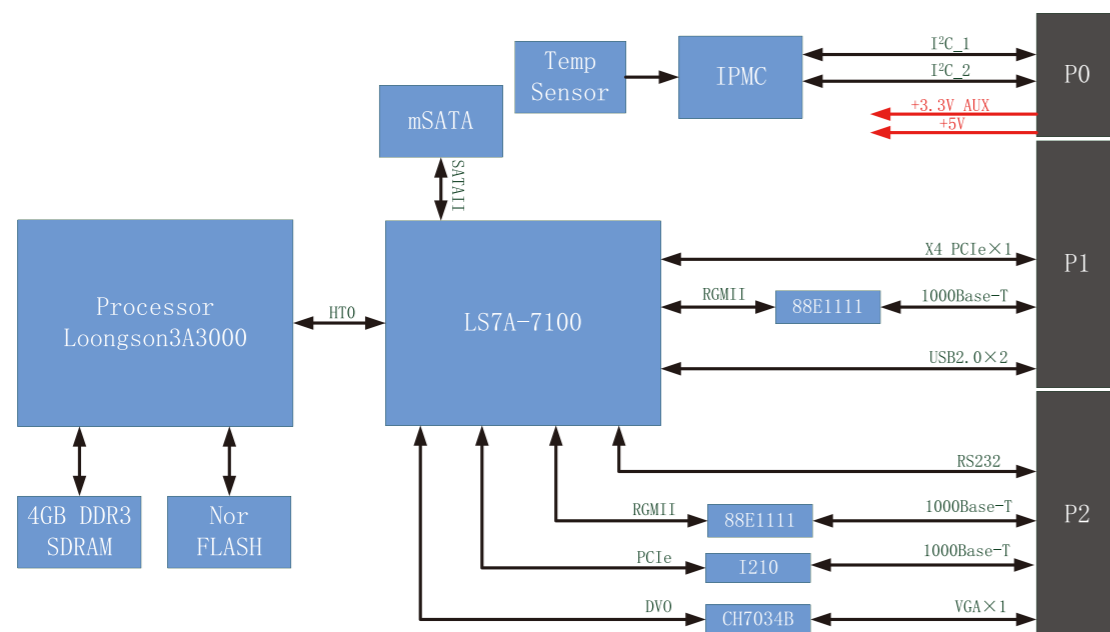 Temp
Sensor
IPMC
I²C_1
I²C_2
P0
+3.3V AUX
+5V
mSATA
SATAII
Processor
Loongson3A3000
HT0
LS7A-7100
X4 PCIe×1
RGMII
88E1111
1000Base-T
USB2.0×2
P1
4GB DDR3
SDRAM
Nor
FLASH
RS232
RGMII
88E1111
1000Base-T
PCIe
I210
1000Base-T
DVO
CH7034B
VGA×1
P2